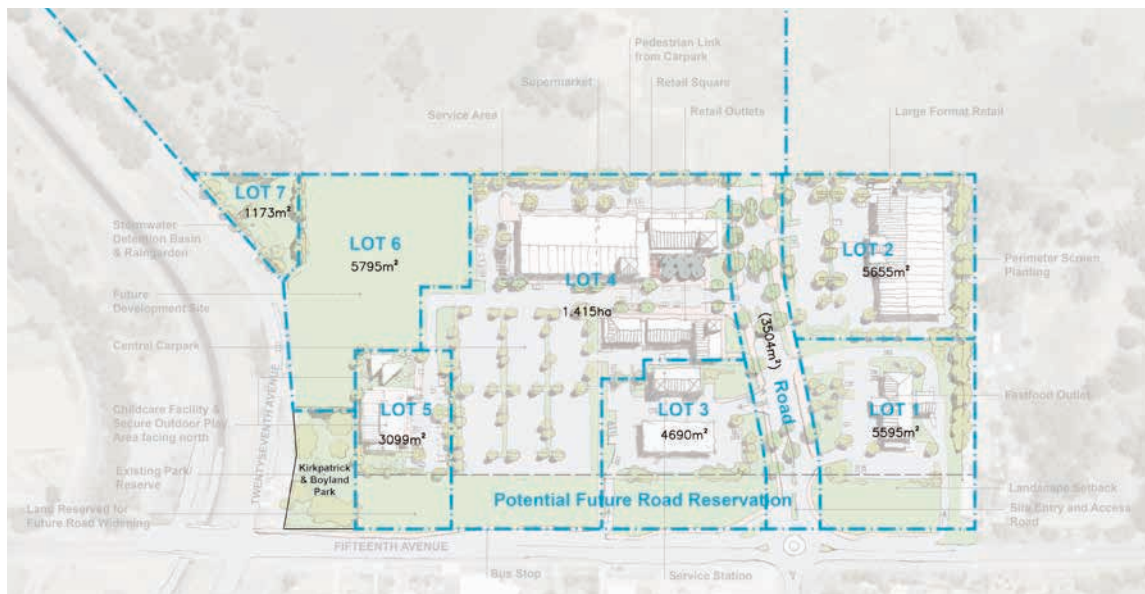 Pedestrian Link
from Carpark
Supermarket
Retail Square
Service Area
Retail Outlets
Large Format Retail
LOT 7
1173m²
Stormwater
Detention Basin
& Raingarden
LOT 6
5795m²
LOT 2
5655m²
Perimeter Screen
Planting
LOT 4
1.415ha
Future
Development Site
(3504m²)
Road
Central Carpark
TWENTYSEVENTH AVENUE
Childcare Facility &
Secure Outdoor Play
Area facing north
LOT 5
3099m²
LOT 3
4690m²
LOT 1
5595m²
Fastfood Outlet
Existing Park/
Reserve
Kirkpatrick
& Boyland
Park
Potential Future Road Reservation
Landscape Setback
Land Reserved for
Future Road Widening
Site Entry and Access
Road
FIFTEENTH AVENUE
Bus Stop
Service Station